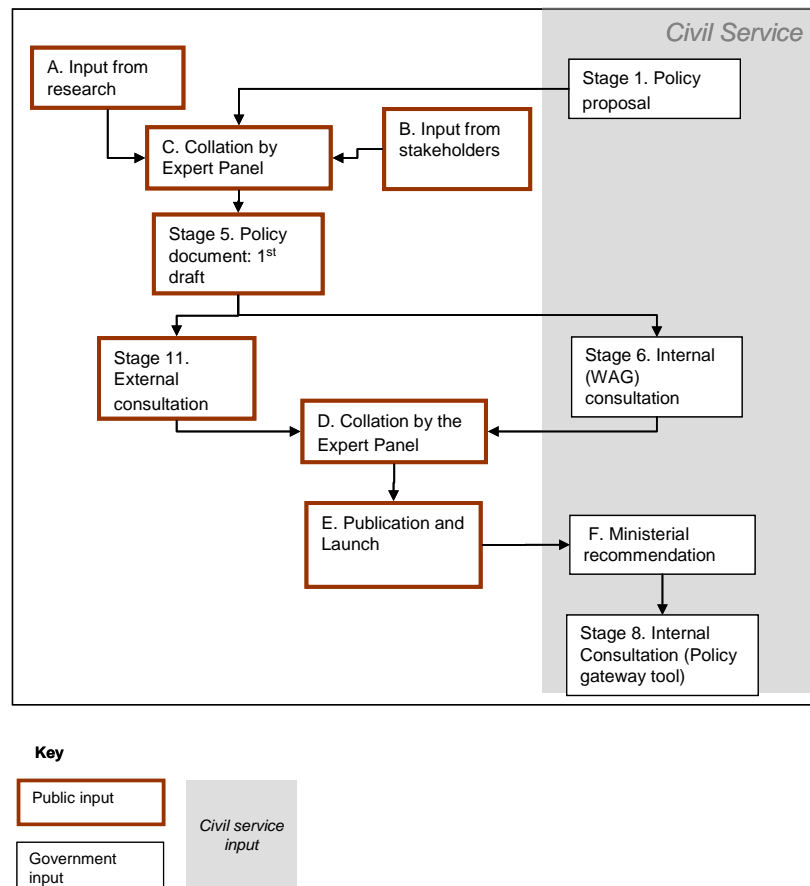 Civil Service
A. Input from
research
Stage 1. Policy
proposal
C. Collation by
Expert Panel
B. Input from
stakeholders
Stage 5. Policy
document: 1st
draft
Stage 11.
External
consultation
Stage 6. Internal
(WAG)
consultation
D. Collation by the
Expert Panel
E. Publication and
Launch
F. Ministerial
recommendation
Stage 8. Internal
Consultation (Policy
gateway tool)
Key
Public input
Civil service
input
Government
input